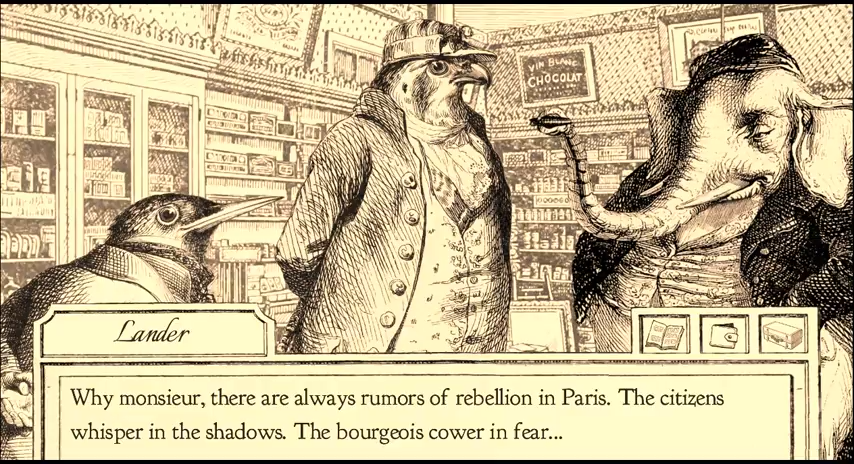 VIN BLANC
CHOCOLAT
Lander
Why monsieur, there are always rumors of rebellion in Paris. The citizens
whisper in the shadows. The bourgeois cower in fear...